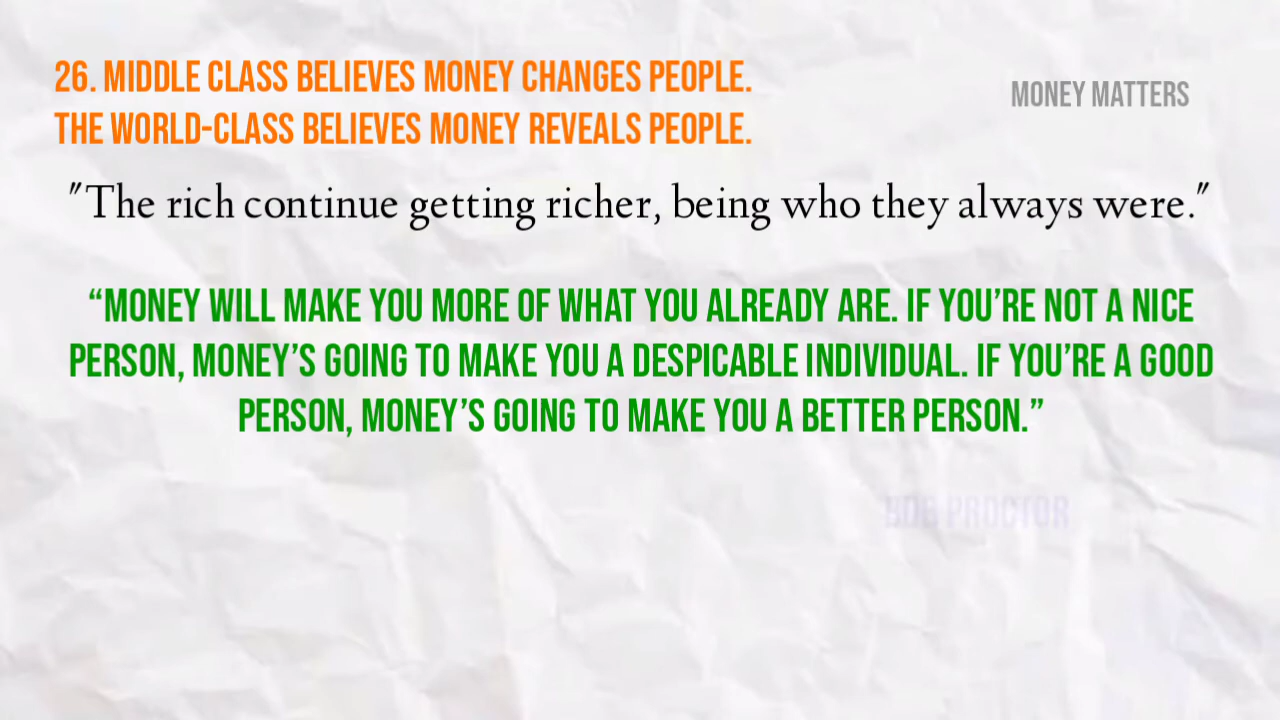 26. MIDDLE CLASS BELIEVES MONEY CHANGES PEOPLE.
THE WORLD-CLASS BELIEVES MONEY REVEALS PEOPLE.
MONEY MATTERS
"The rich continue getting richer, being who they always were."
“MONEY WILL MAKE YOU MORE OF WHAT YOU ALREADY ARE. IF YOU’RE NOT A NICE
PERSON, MONEY’S GOING TO MAKE YOU A DESPICABLE INDIVIDUAL. IF YOU’RE A GOOD
PERSON, MONEY’S GOING TO MAKE YOU A BETTER PERSON.”
BOB PROCTOR